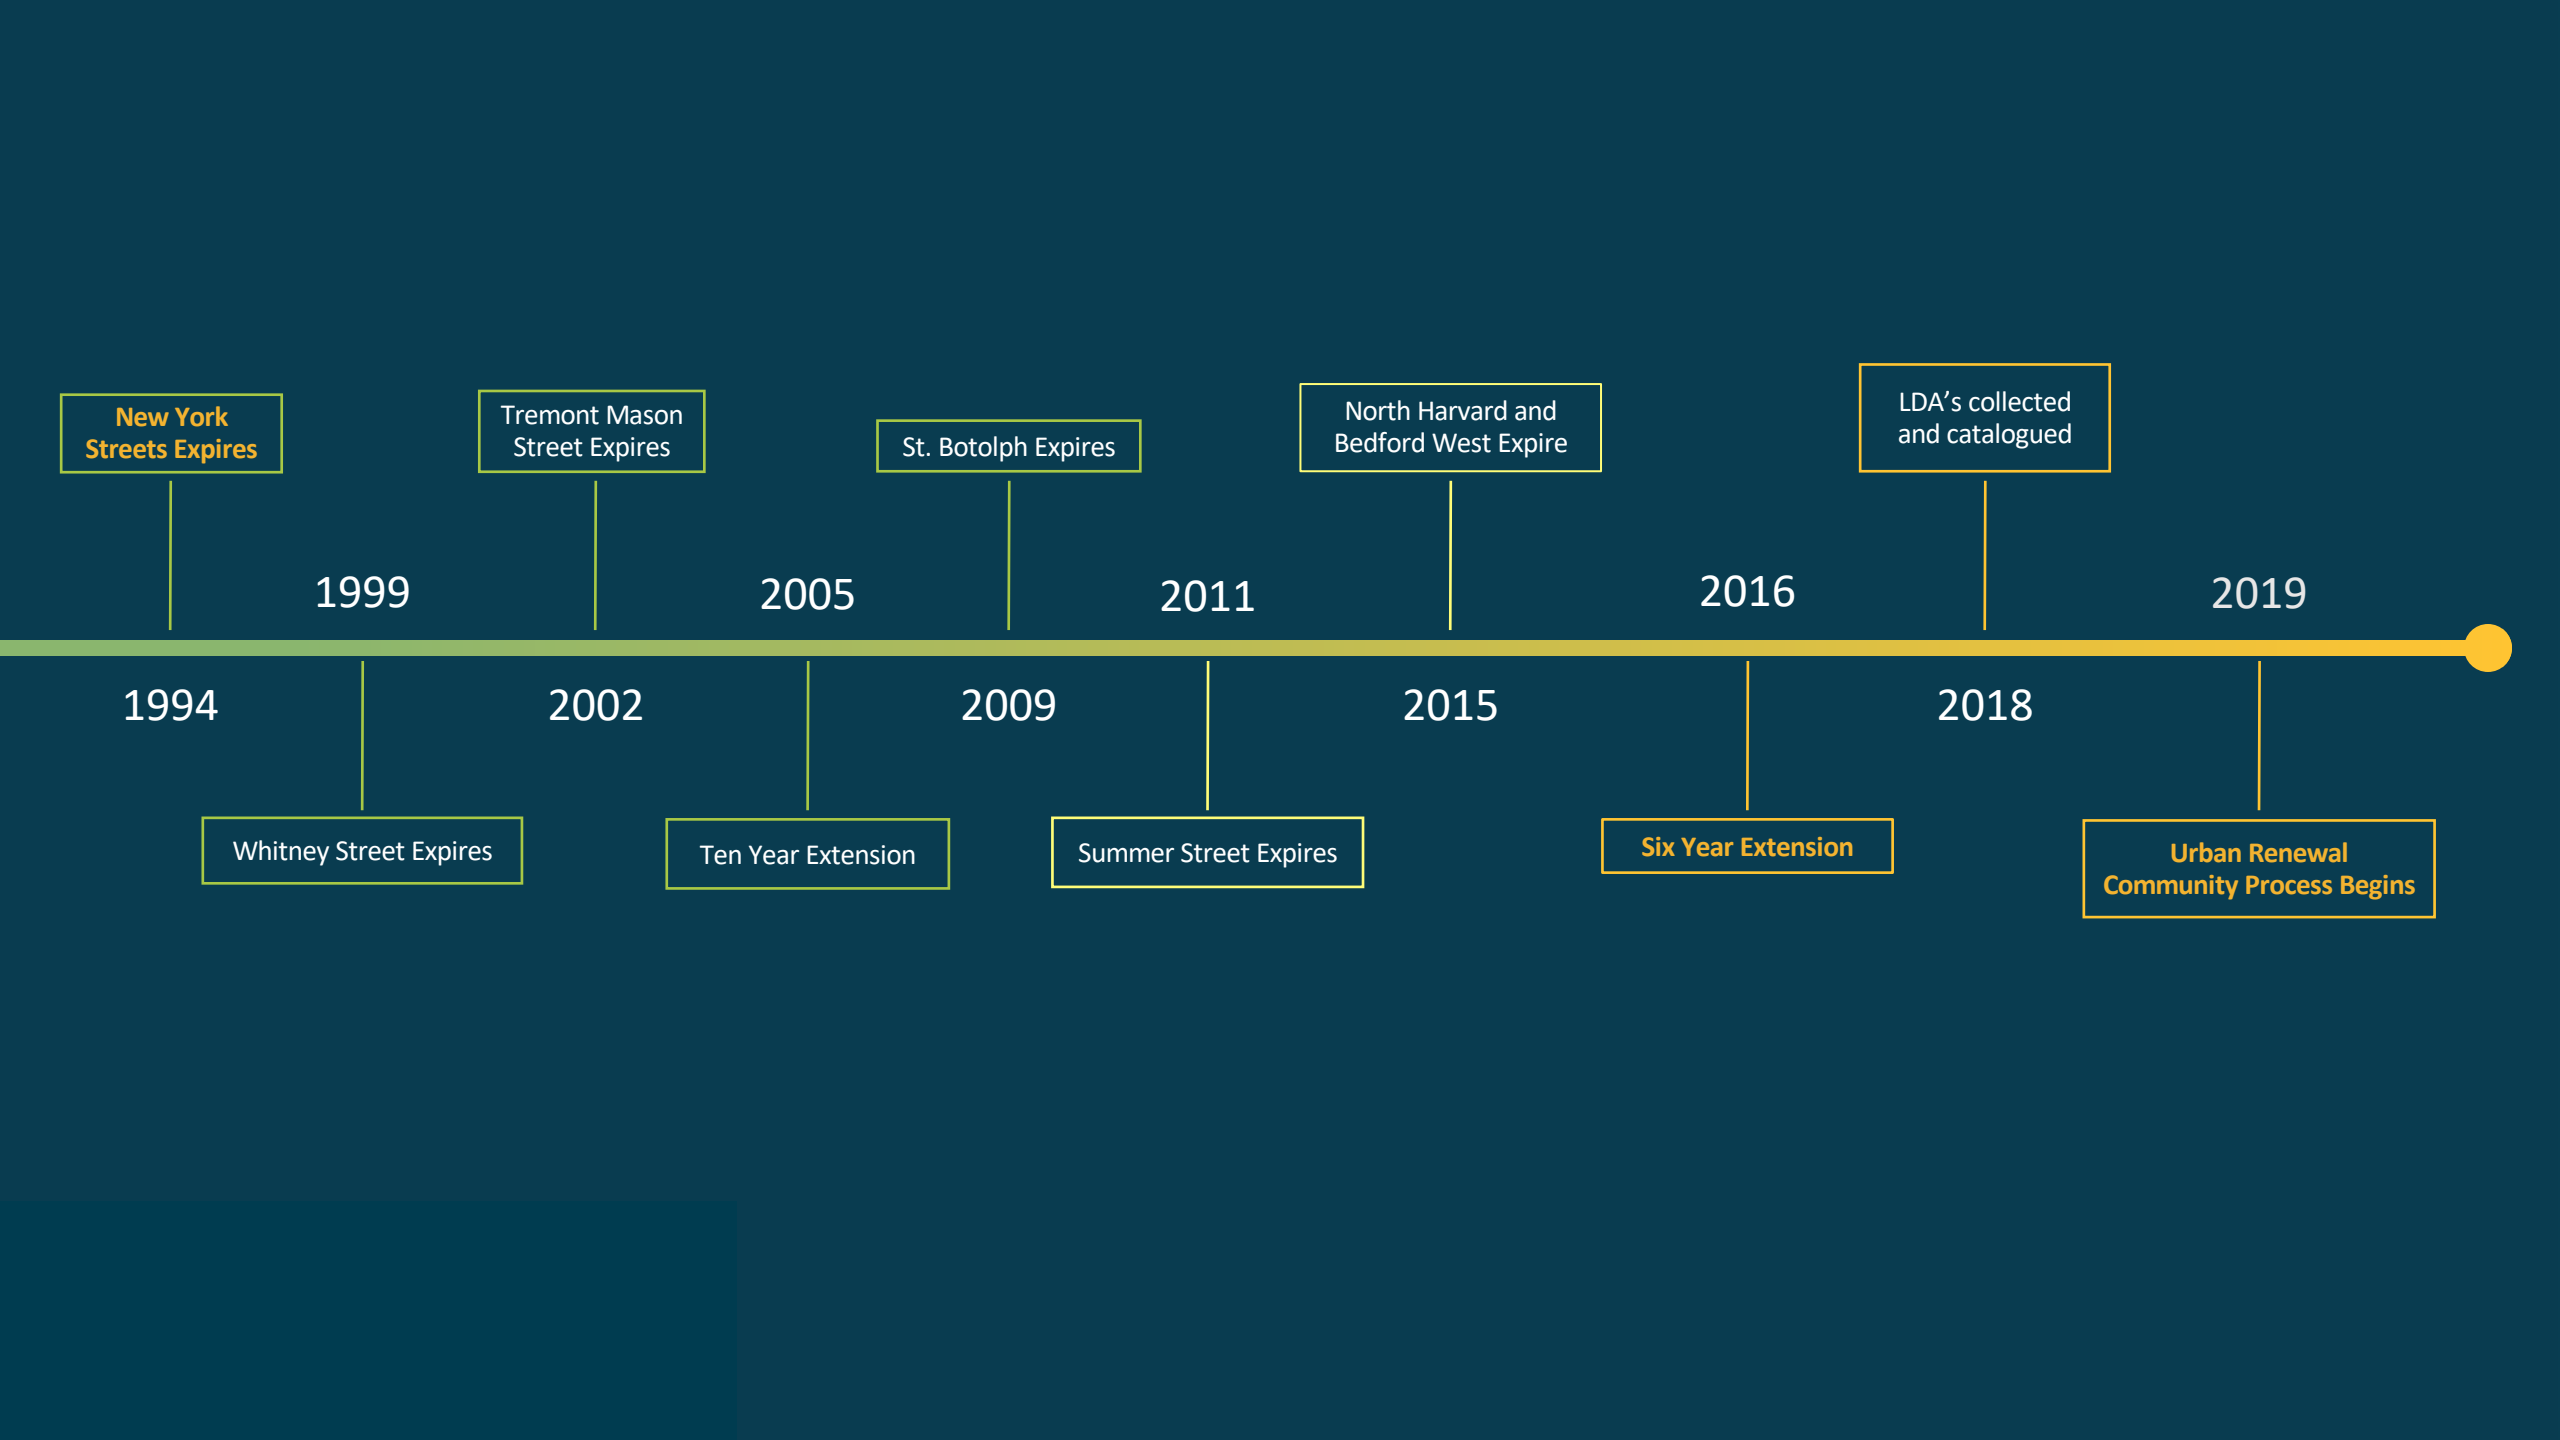 New York
Streets Expires
1994
1999
Whitney Street Expires
Tremont Mason
Street Expires
2002
2005
Ten Year Extension
St. Botolph Expires
2009
2011
Summer Street Expires
North Harvard and
Bedford West Expire
2015
2016
Six Year Extension
LDA’s collected
and catalogued
2018
2019
Urban Renewal
Community Process Begins